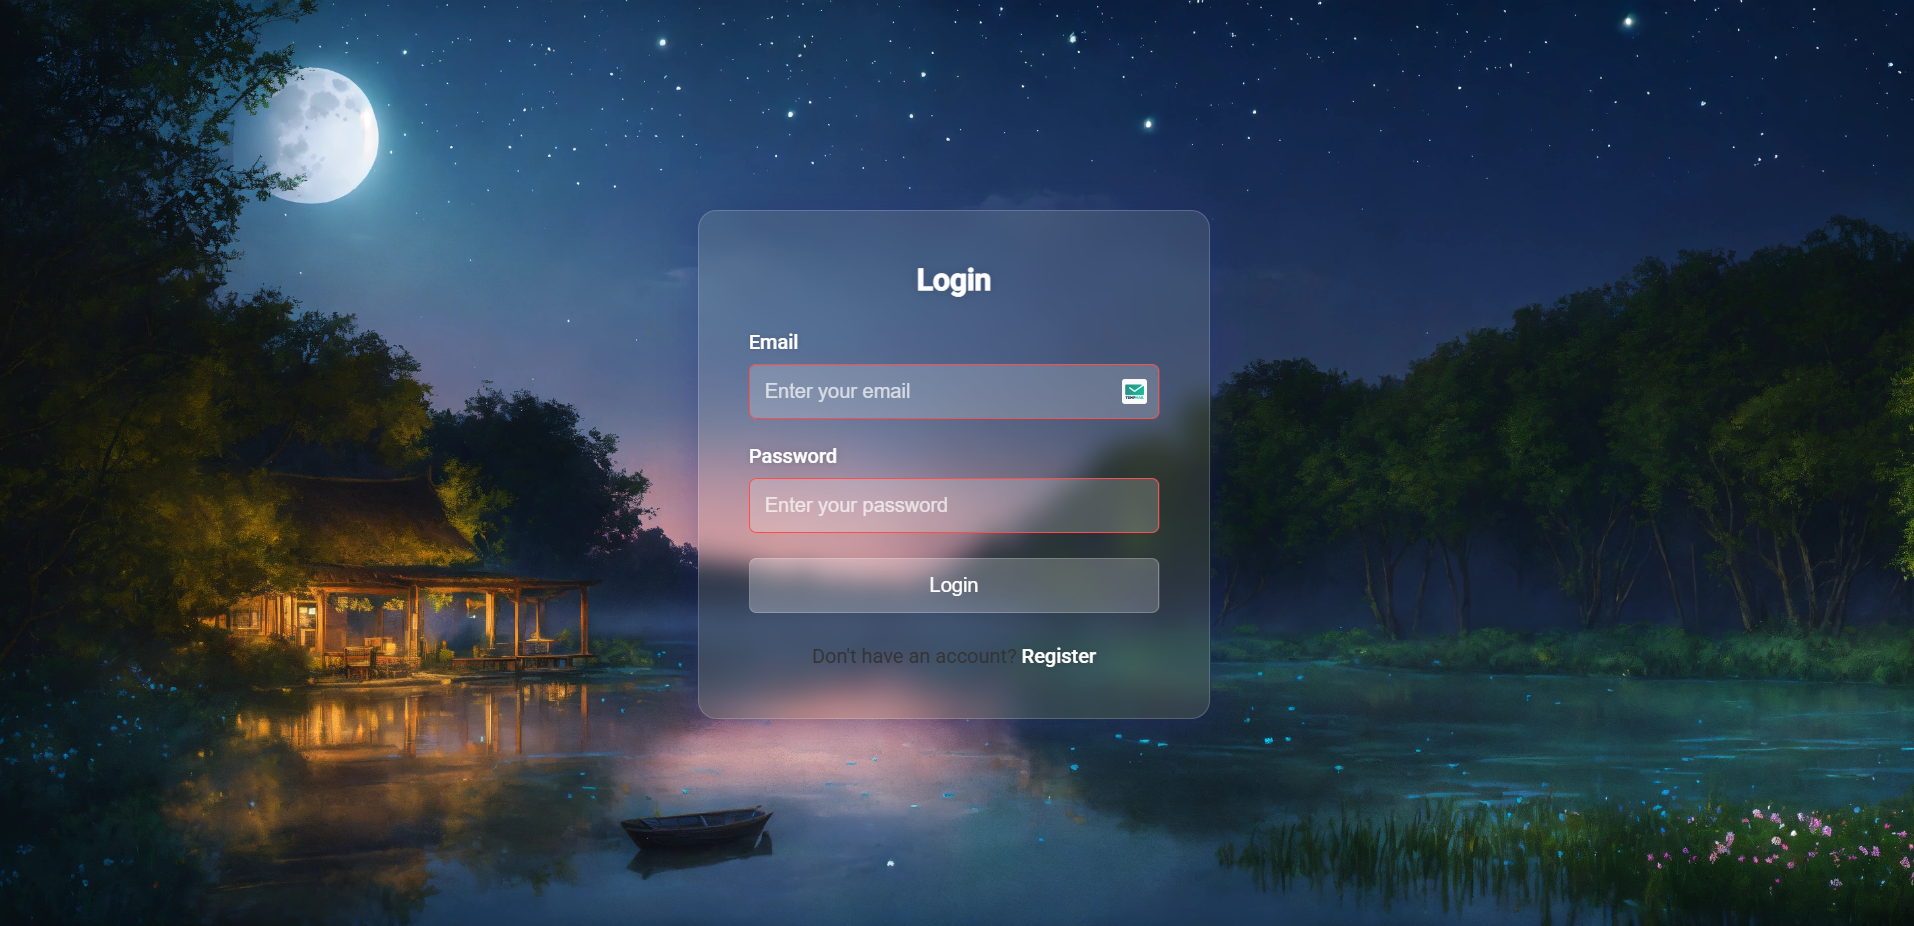 Login
Email
Enter your email
Password
Enter your password
Login
Don't have an account? Register